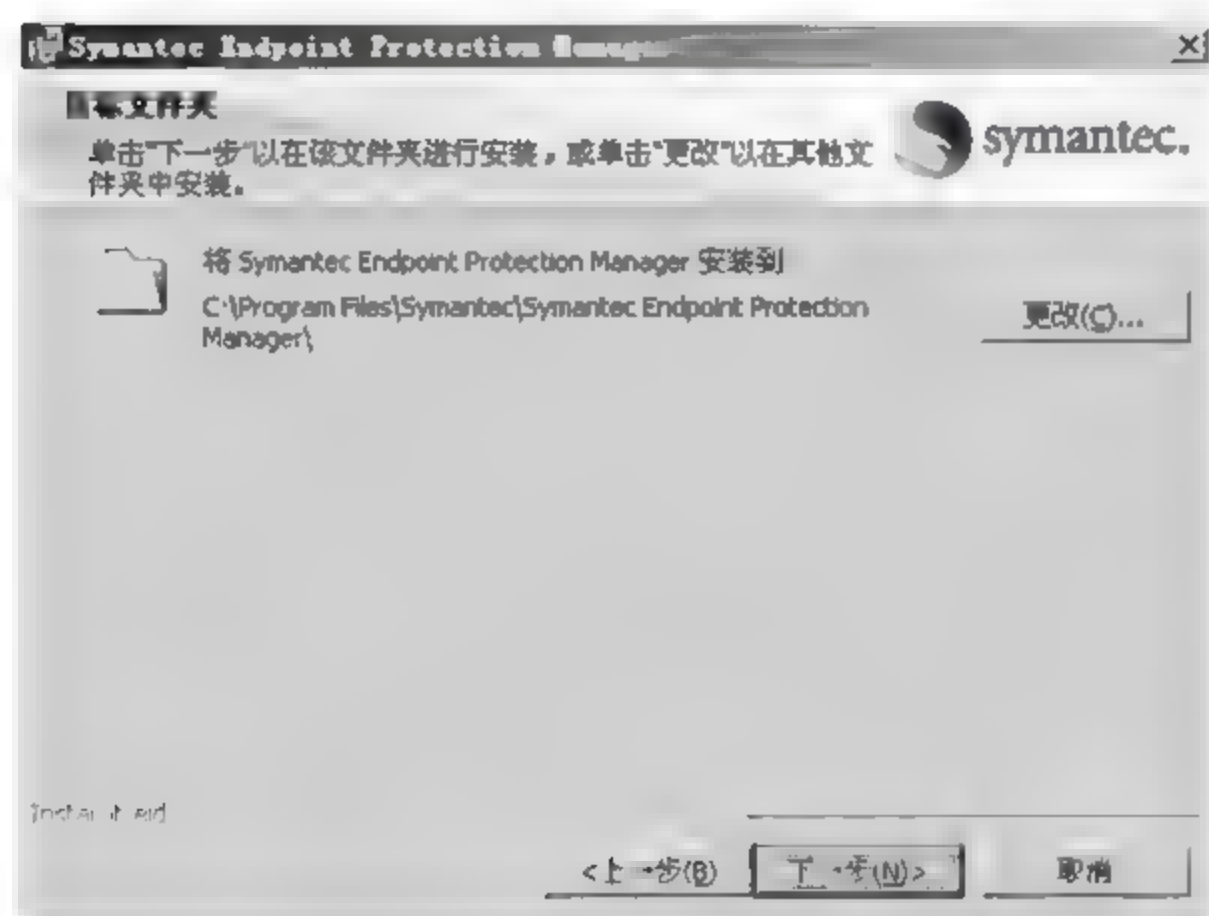 Symantec Endpoint Protection Manager
目标文件夹
单击"下一步"以在该文件夹进行安装，或单击"更改"以在其他文
件夹中安装。
symantec.
将 Symantec Endpoint Protection Manager 安装到
C:\Program Files\Symantec\Symantec Endpoint Protection
Manager\
更改(C)...
InstallShield
<上一步(B)
下一步(N)>
取消